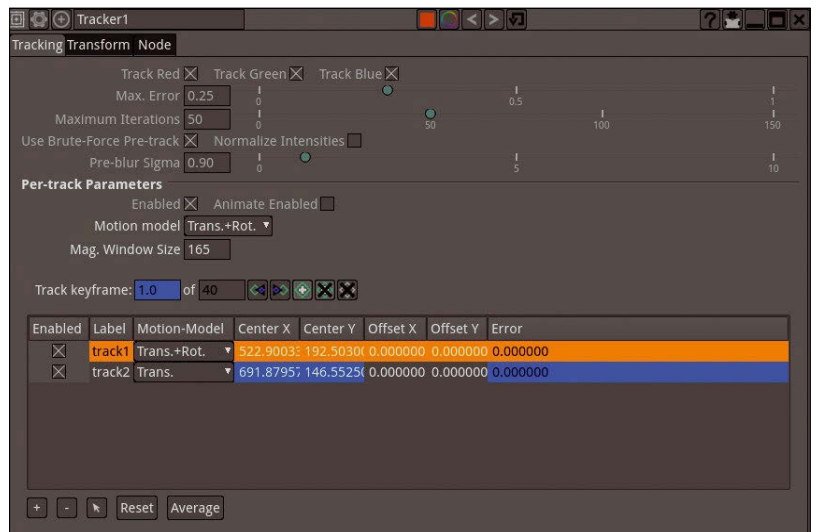 Tracker1
Tracking Transform Node
Track Red Track Green Track Blue
Max. Error 0.25 0 0.5 1
Maximum Iterations 50 0 50 100 150
Use Brute-Force Pre-track Normalize Intensities
Pre-blur Sigma 0.90 0 5 10
Per-track Parameters
Enabled Animate Enabled
Motion model Trans.+Rot.
Mag. Window Size 165
Track keyframe: 1.0 of 40
Enabled Label Motion-Model Center X Center Y Offset X Offset Y Error
track1 Trans.+Rot. 522.90033 192.5030 0.000000 0.000000 0.000000
track2 Trans. 691.87957 146.5525 0.000000 0.000000 0.000000
+ - Reset Average